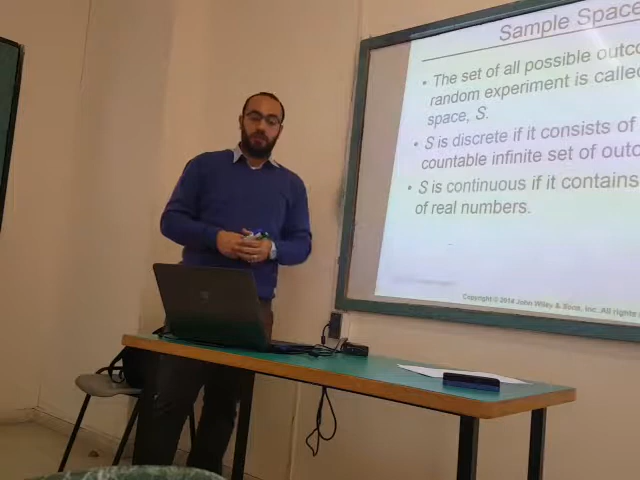 Sample Space
• The set of all possible outco
random experiment is calle
space, S.
• S is discrete if it consists of
countable infinite set of outc
• S is continuous if it contains
of real numbers.
Copyright © 2014 John Wiley & Sons, Inc. All rights